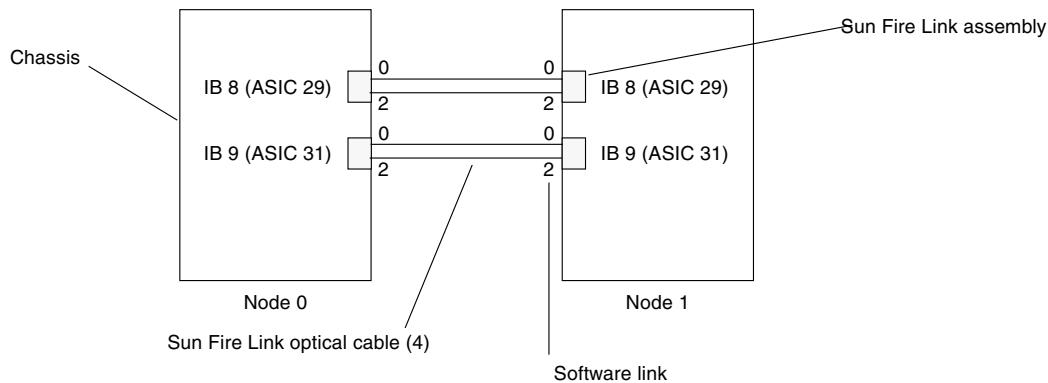 Sun Fire Link assembly
Chassis
0 0
IB 8 (ASIC 29) IB 8 (ASIC 29)
2 2
0 0
IB 9 (ASIC 31) IB 9 (ASIC 31)
2 2
Node 0 Node 1
Sun Fire Link optical cable (4)
Software link